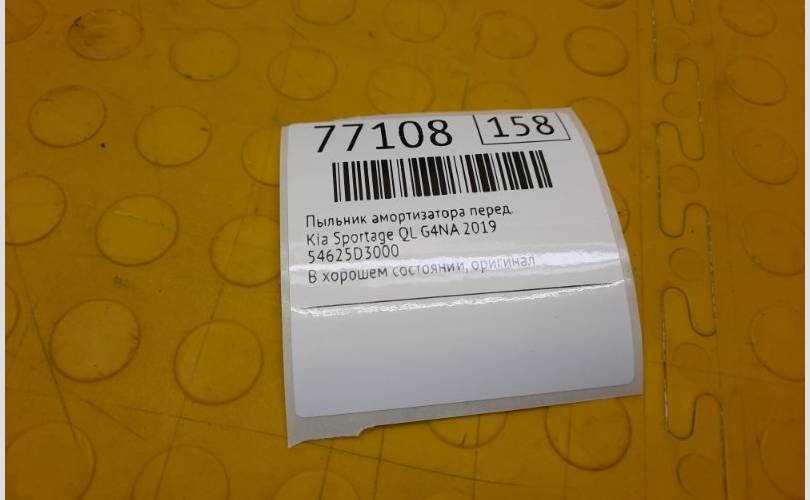 77108 158
Пыльник амортизатора перед.
Kia Sportage QL G4NA 2019
54625D3000
В хорошем состоянии, оригинал